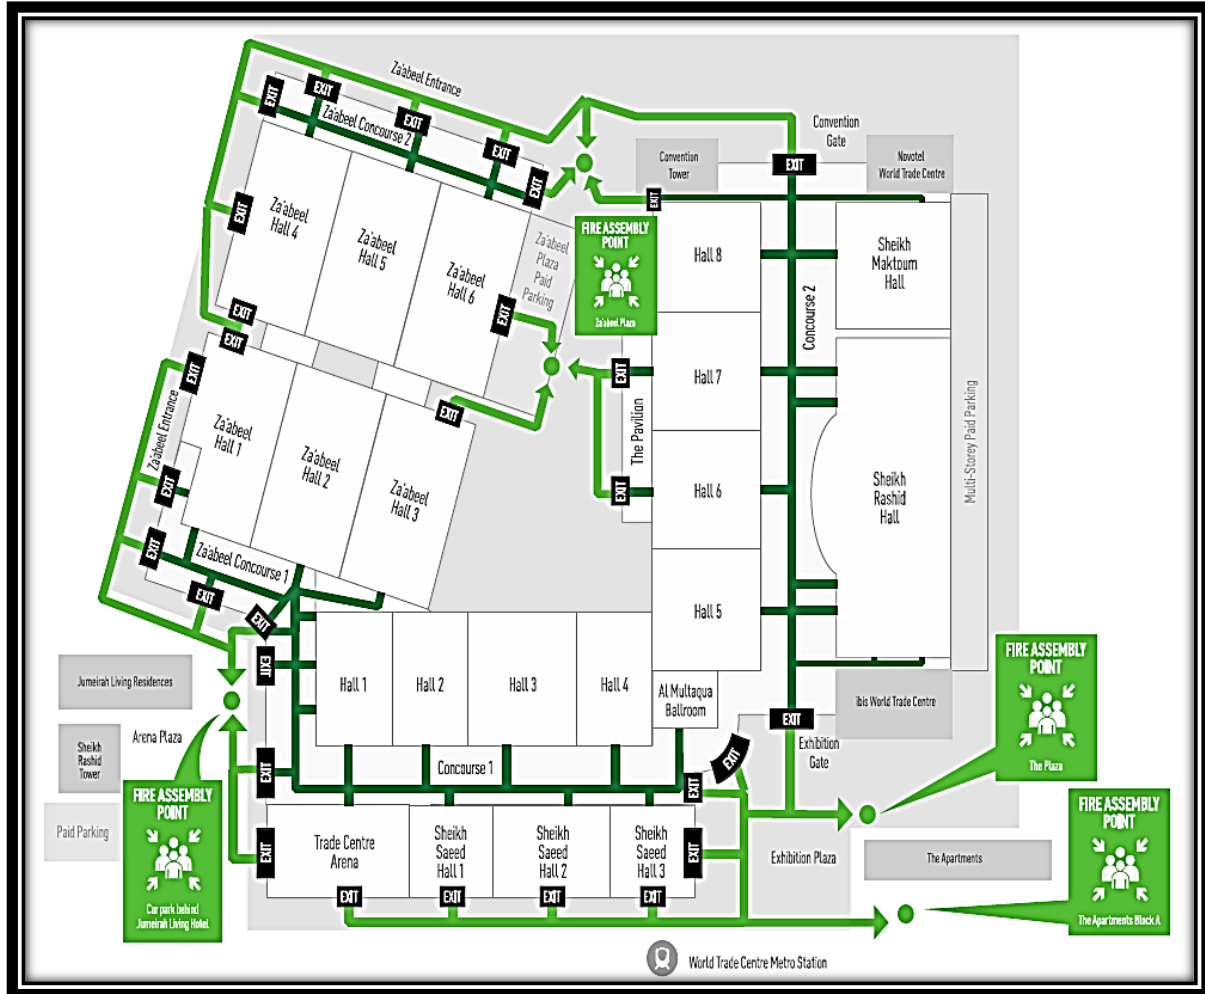 Za'abeel Entrance
EXIT
EXIT
EXIT
EXIT
EXIT
Za'abeel Concourse 2
Convention
Gate
Convention
Tower
EXIT
Novotel
World Trade Centre
EXIT
EXIT
Za'abeel
Hall 4
Za'abeel
Hall 5
Za'abeel
Hall 6
Za'abeel
Plaza
Paid
Parking
FIRE ASSEMBLY
POINT
Za'abeel Plaza
Hall 8
Sheikh
Maktoum
Hall
Concourse 2
EXIT
EXIT
EXIT
EXIT
EXIT
Hall 7
The Pavilion
EXIT
Za'abeel Entrance
Za'abeel
Hall 1
Za'abeel
Hall 2
Za'abeel
Hall 3
Multi-Storey Paid Parking
EXIT
EXIT
Hall 6
Sheikh
Rashid
Hall
EXIT
Za'abeel Concourse 1
EXIT
EXIT
Hall 5
Jumeirah Living Residences
EXIT
Hall 1
Hall 2
Hall 3
Hall 4
Al Multaqua
Ballroom
ibis World Trade Centre
FIRE ASSEMBLY
POINT
The Plaza
Arena Plaza
Sheikh
Rashid
Tower
EXIT
EXIT
Exhibition
Gate
Concourse 1
EXIT
EXIT
FIRE ASSEMBLY
POINT
Car park behind
Jumeirah Living Hotel
Paid Parking
EXIT
Trade Centre
Arena
Sheikh
Saeed
Hall 1
Sheikh
Saeed
Hall 2
Sheikh
Saeed
Hall 3
EXIT
Exhibition Plaza
The Apartments
FIRE ASSEMBLY
POINT
The Apartments Block A
EXIT
EXIT
EXIT
EXIT
World Trade Centre Metro Station